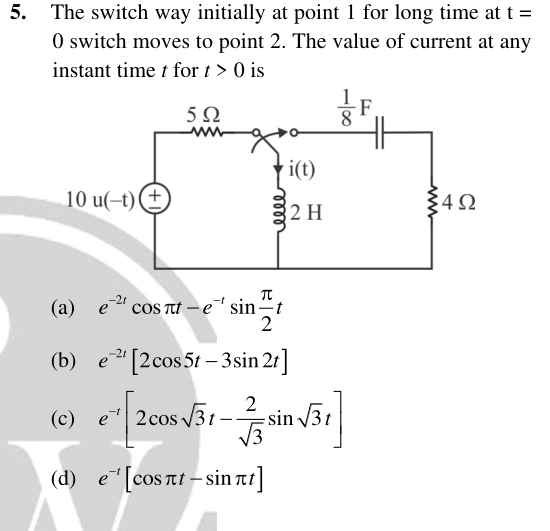 5. The switch way initially at point 1 for long time at t =
0 switch moves to point 2. The value of current at any
instant time t for t > 0 is
5 Ω
1/8 F
i(t)
10 u(–t)
+
–
2 H
4 Ω
(a) e^{–2t} cos πt – e^{–t} sin π/2 t
(b) e^{–2t} [2cos5t – 3sin 2t]
(c) e^{–t} [2cos √3 t – 2/√3 sin √3 t]
(d) e^{–t} [cos πt – sin πt]